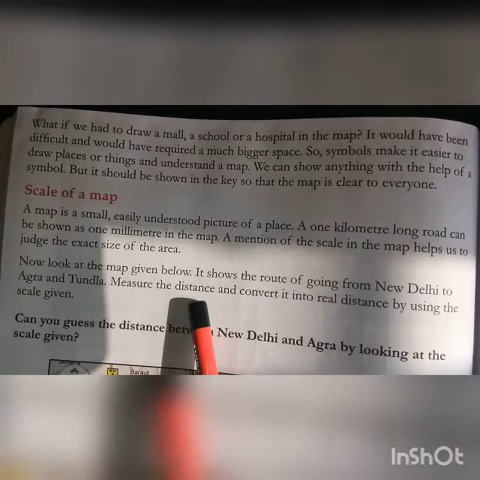 What if we had to draw a mall, a school or a hospital in the map? It would have been
difficult and would have required a much bigger space. So, symbols make it easier to
draw places or things and understand a map. We can show anything with the help of a
symbol. But it should be shown in the key so that the map is clear to everyone.
Scale of a map
A map is a small, easily understood picture of a place. A one kilometre long road can
be shown as one millimetre in the map. A mention of the scale in the map helps us to
judge the exact size of the area.
Now look at the map given below. It shows the route of going from New Delhi to
Agra and Tundla. Measure the distance and convert it into real distance by using the
scale given.
Can you guess the distance New Delhi and Agra by looking at the
scale given?
Baraut
InShOt